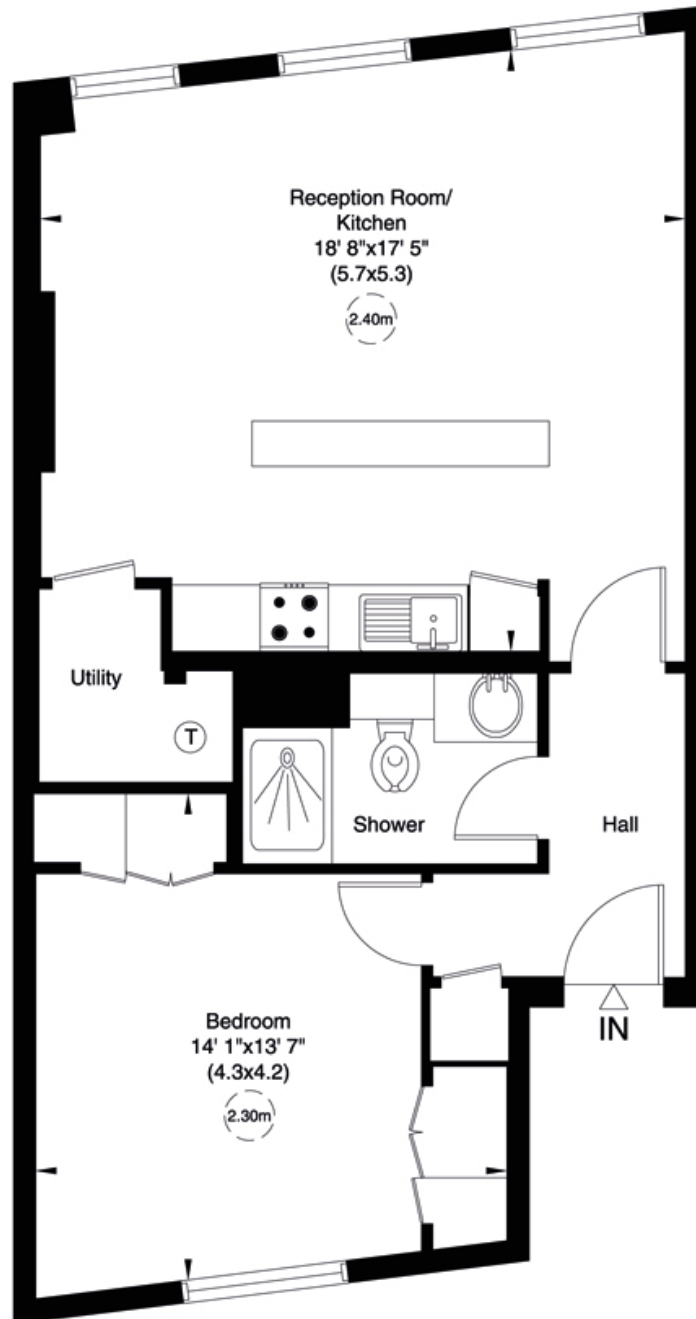 Reception Room/
Kitchen
18' 8"x17' 5"
(5.7x5.3)
2.40m
Utility
T
Shower
Hall
IN
Bedroom
14' 1"x13' 7"
(4.3x4.2)
2.30m